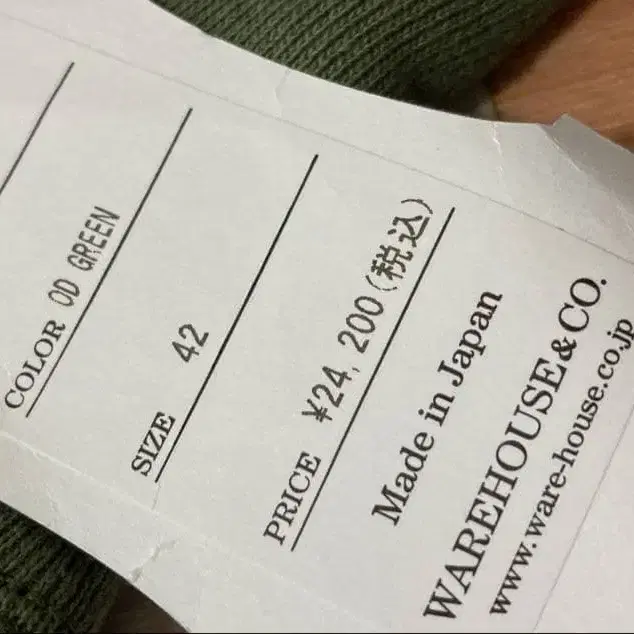 COLOR OD GREEN
SIZE 42
PRICE ¥24,200(税込)
Made in Japan
WAREHOUSE&CO.
www.ware-house.co.jp